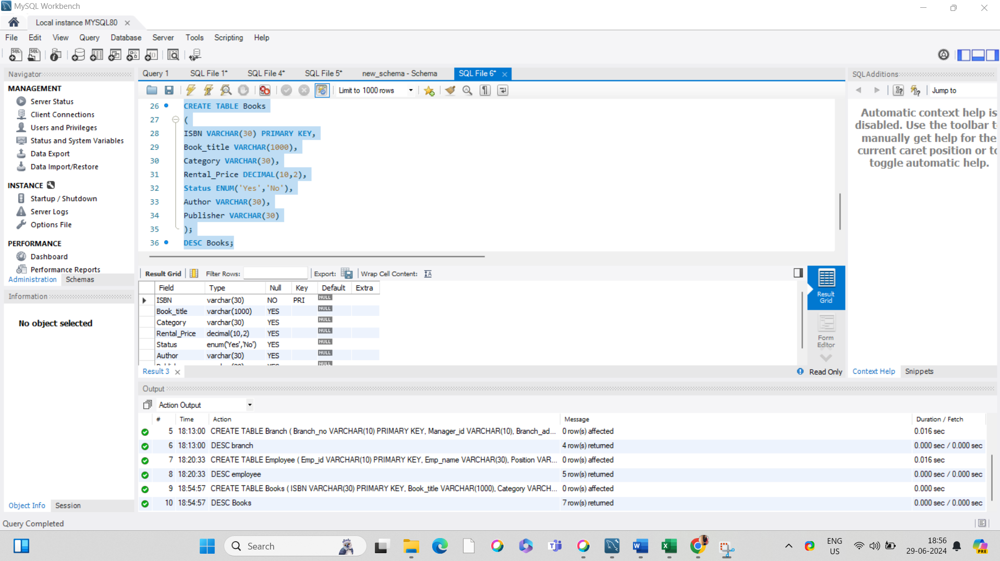 MySQL Workbench
Local instance MYSQL80
File Edit View Query Database Server Tools Scripting Help
Navigator
MANAGEMENT
Server Status
Client Connections
Users and Privileges
Status and System Variables
Data Export
Data Import/Restore
INSTANCE
Startup / Shutdown
Server Logs
Options File
PERFORMANCE
Dashboard
Performance Reports
Administration Schemas
Information
No object selected
Object Info Session
Query 1 SQL File 1* SQL File 4* SQL File 5* new_schema - Schema SQL File 6*
Limit to 1000 rows
26 CREATE TABLE Books
27 (
28 ISBN VARCHAR(30) PRIMARY KEY,
29 Book_title VARCHAR(1000),
30 Category VARCHAR(30),
31 Rental_Price DECIMAL(10,2),
32 Status ENUM('Yes','No'),
33 Author VARCHAR(30),
34 Publisher VARCHAR(30)
35 );
36 DESC Books;
Result Grid Filter Rows: Export: Wrap Cell Content:
Field Type Null Key Default Extra
ISBN varchar(30) NO PRI NULL
Book_title varchar(1000) YES NULL
Category varchar(30) YES NULL
Rental_Price decimal(10,2) YES NULL
Status enum('Yes','No') YES NULL
Author varchar(30) YES NULL
Result Grid
Form Editor
Result 3 Read Only
SQLAdditions
Jump to
Automatic context help is
disabled. Use the toolbar t
manually get help for the
current caret position or to
toggle automatic help.
Context Help Snippets
Output
Action Output
# Time Action Message Duration / Fetch
5 18:13:00 CREATE TABLE Branch ( Branch_no VARCHAR(10) PRIMARY KEY, Manager_id VARCHAR(10), Branch_ad... 0 row(s) affected 0.016 sec
6 18:13:00 DESC branch 4 row(s) returned 0.000 sec / 0.000 sec
7 18:20:33 CREATE TABLE Employee ( Emp_id VARCHAR(10) PRIMARY KEY, Emp_name VARCHAR(30), Position VAR... 0 row(s) affected 0.016 sec
8 18:20:33 DESC employee 5 row(s) returned 0.000 sec / 0.000 sec
9 18:54:57 CREATE TABLE Books ( ISBN VARCHAR(30) PRIMARY KEY, Book_title VARCHAR(1000), Category VARCH... 0 row(s) affected 0.000 sec
10 18:54:57 DESC Books 7 row(s) returned 0.000 sec / 0.000 sec
Query Completed
Search
ENG
US
18:56
29-06-2024
PRE